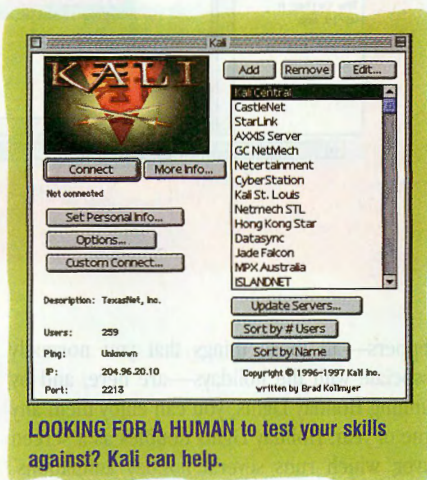 Kali
KALI
Connect
More Info...
Not connected
Set Personal Info...
Options...
Custom Connect...
Description: TexasNet, Inc.
Users: 259
Ping: Unknown
IP: 204.96.20.10
Port: 2213
Add
Remove
Edit...
Kali Central
CastleNet
StarLink
AXXIS Server
GC NetMech
Netertainment
CyberStation
Kali St. Louis
Netmech STL
Hong Kong Star
Datasync
Jade Falcon
MPX Australia
ISLANDNET
Update Servers...
Sort by # Users
Sort by Name
Copyright © 1996-1997 Kali Inc.
written by Brad Kollmyer
LOOKING FOR A HUMAN to test your skills
against? Kali can help.